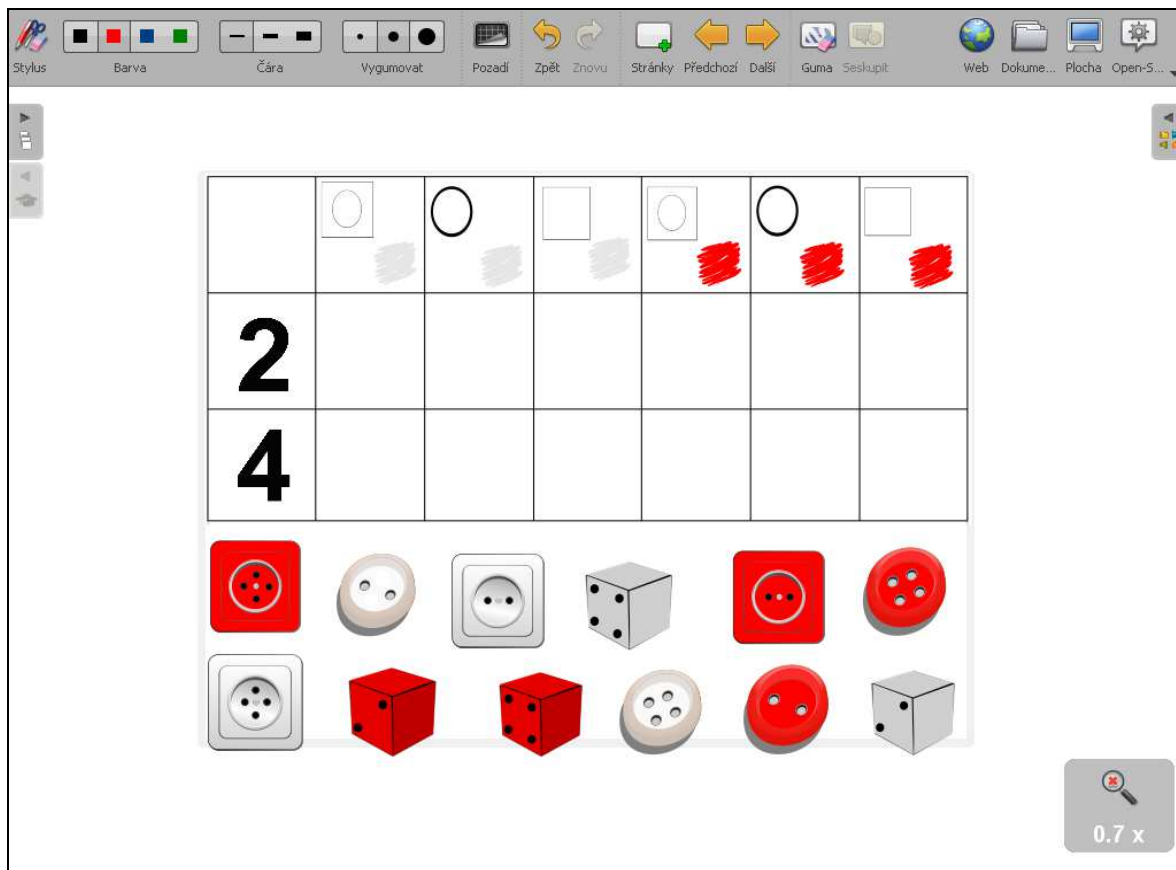 Stylus Barva Čára Vygumovat Pozadí Zpět Znovu Stránky Předchozí Další Guma Seskupit Web Dokume... Plocha Open-S...
2
4
0.7 x